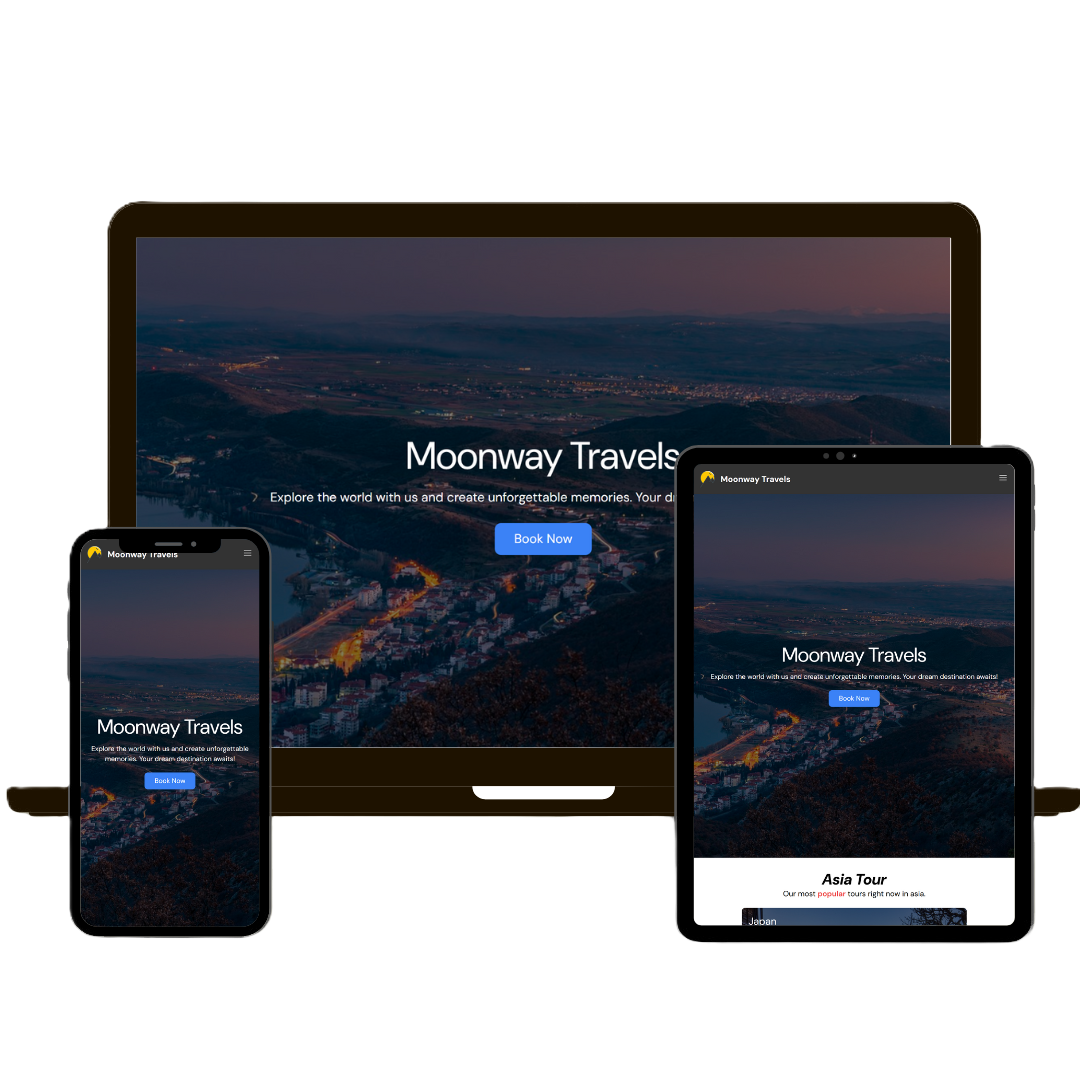 Moonway Travels
Explore the world with us and create unforgettable memories. Your
Book Now
Moonway Travels
Moonway Travels
Explore the world with us and create unforgettable
memories. Your dream destination awaits!
Book Now
Moonway Travels
Moonway Travels
Explore the world with us and create unforgettable memories. Your dream destination awaits!
Book Now
Asia Tour
Our most popular tours right now in asia.
Japan